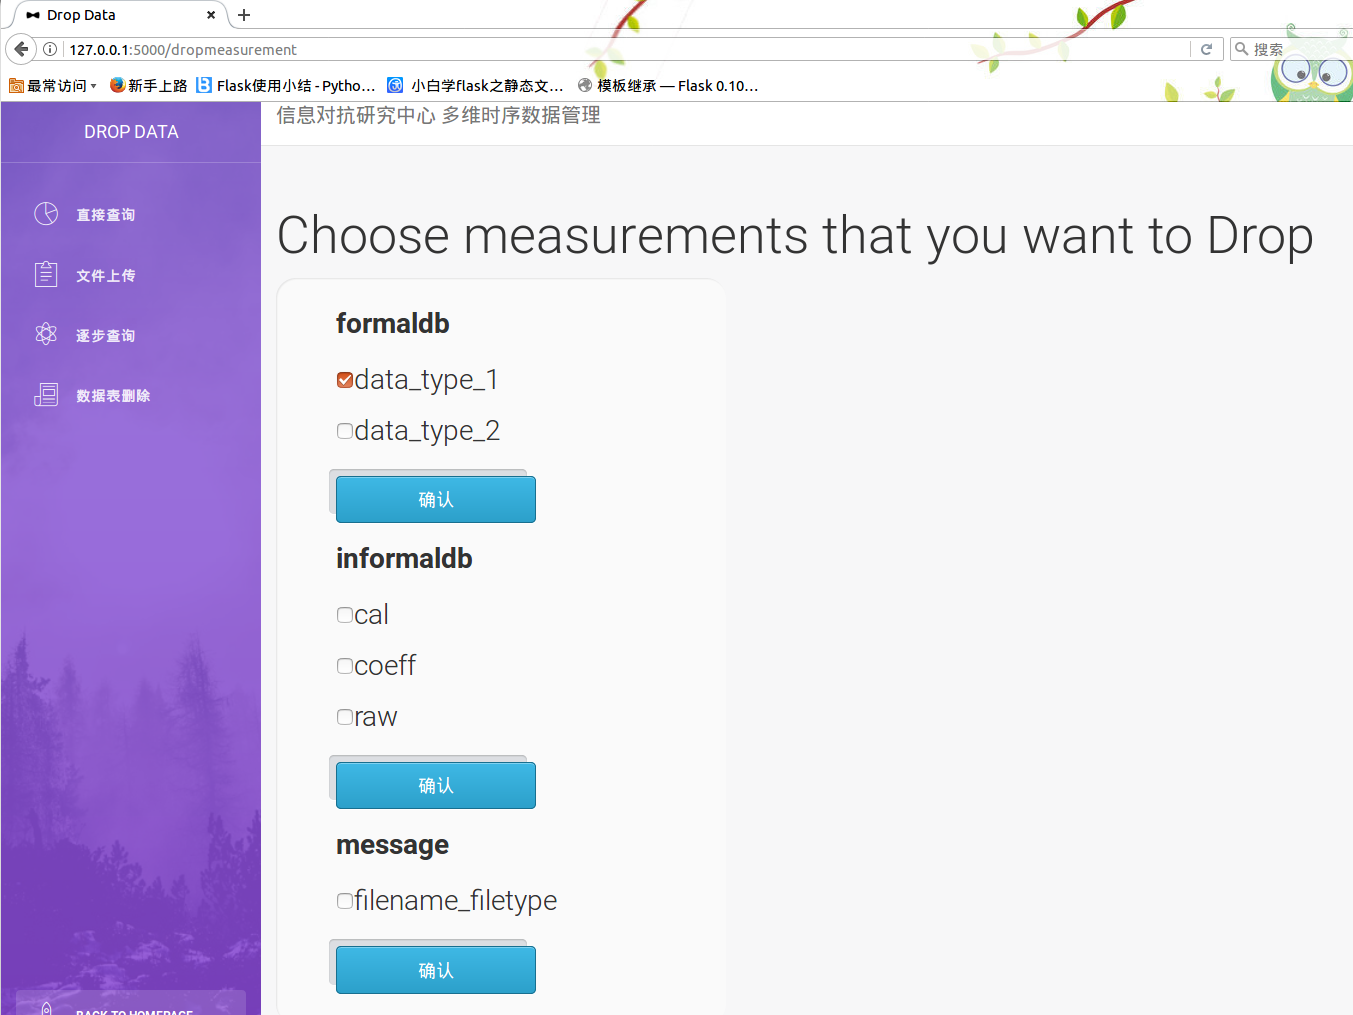 Drop Data
127.0.0.1:5000/dropmeasurement
搜索
最常访问
新手上路
Flask使用小结 - Pytho...
小白学flask之静态文...
模板继承 — Flask 0.10...
DROP DATA
直接查询
文件上传
逐步查询
数据表删除
BACK TO HOMEPAGE
信息对抗研究中心 多维时序数据管理
Choose measurements that you want to Drop
formaldb
data_type_1
data_type_2
确认
informaldb
cal
coeff
raw
确认
message
filename_filetype
确认